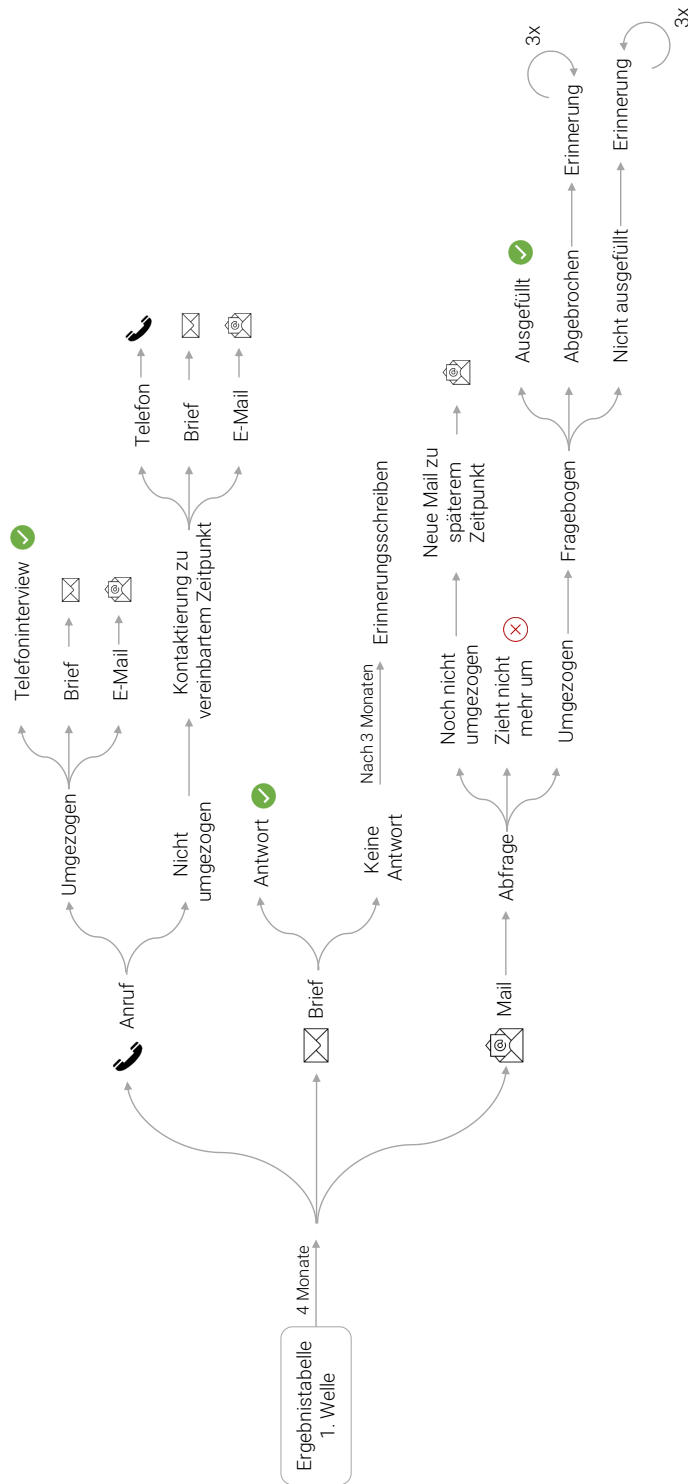 Ergebnistabelle
1. Welle
4 Monate
Anruf
Umgezogen
Telefoninterview
Brief
E-Mail
Nicht
umgezogen
Kontaktierung zu
vereinbartem Zeitpunkt
Telefon
Brief
E-Mail
Brief
Antwort
Keine
Antwort
Nach 3 Monaten
Erinnerungsschreiben
Mail
Abfrage
Noch nicht
umgezogen
Neue Mail zu
späterem
Zeitpunkt
Zieht nicht
mehr um
Umgezogen
Fragebogen
Ausgefüllt
Abgebrochen
Erinnerung
3x
Nicht ausgefüllt
Erinnerung
3x